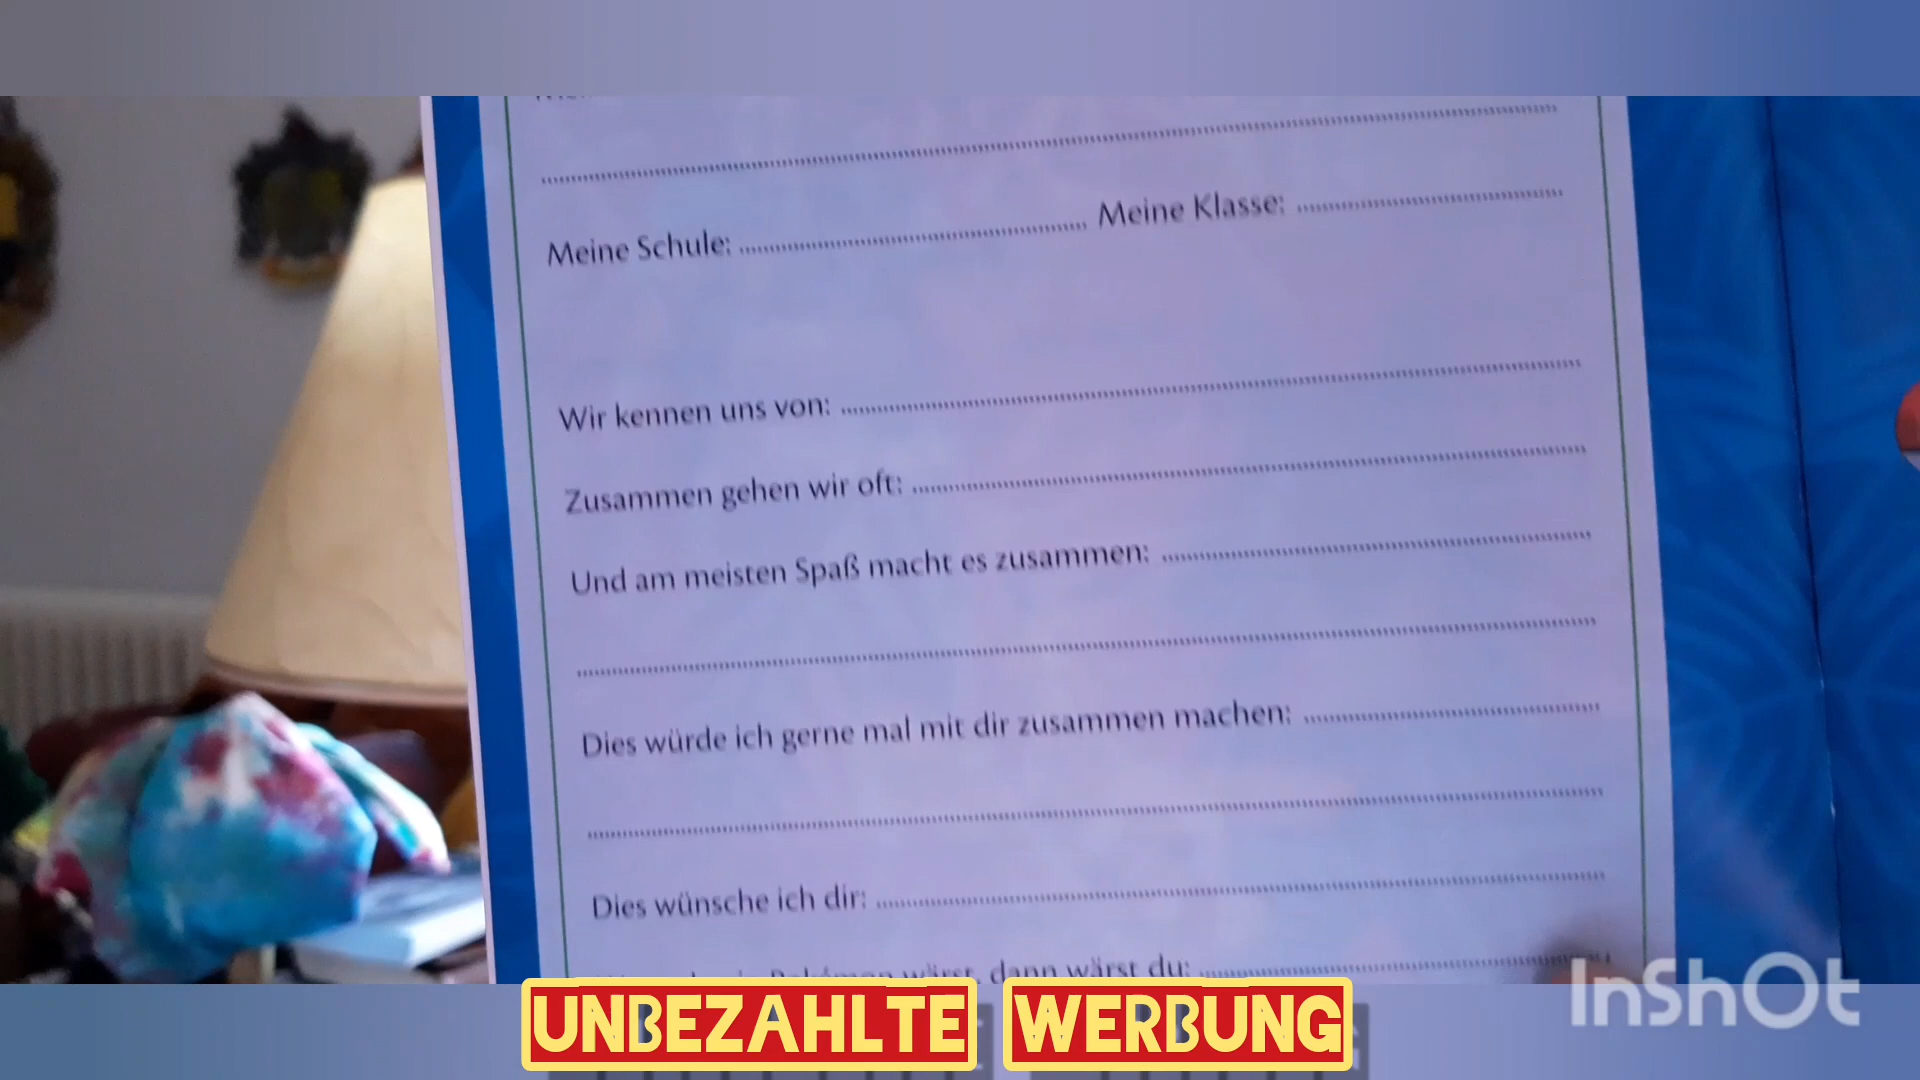 Meine Schule: Meine Klasse:
Wir kennen uns von:
Zusammen gehen wir oft:
Und am meisten Spaß macht es zusammen:
Dies würde ich gerne mal mit dir zusammen machen:
Dies wünsche ich dir:
Pokémon wärst, dann wärst du:
UNBEZAHLTE WERBUNG
InShOt